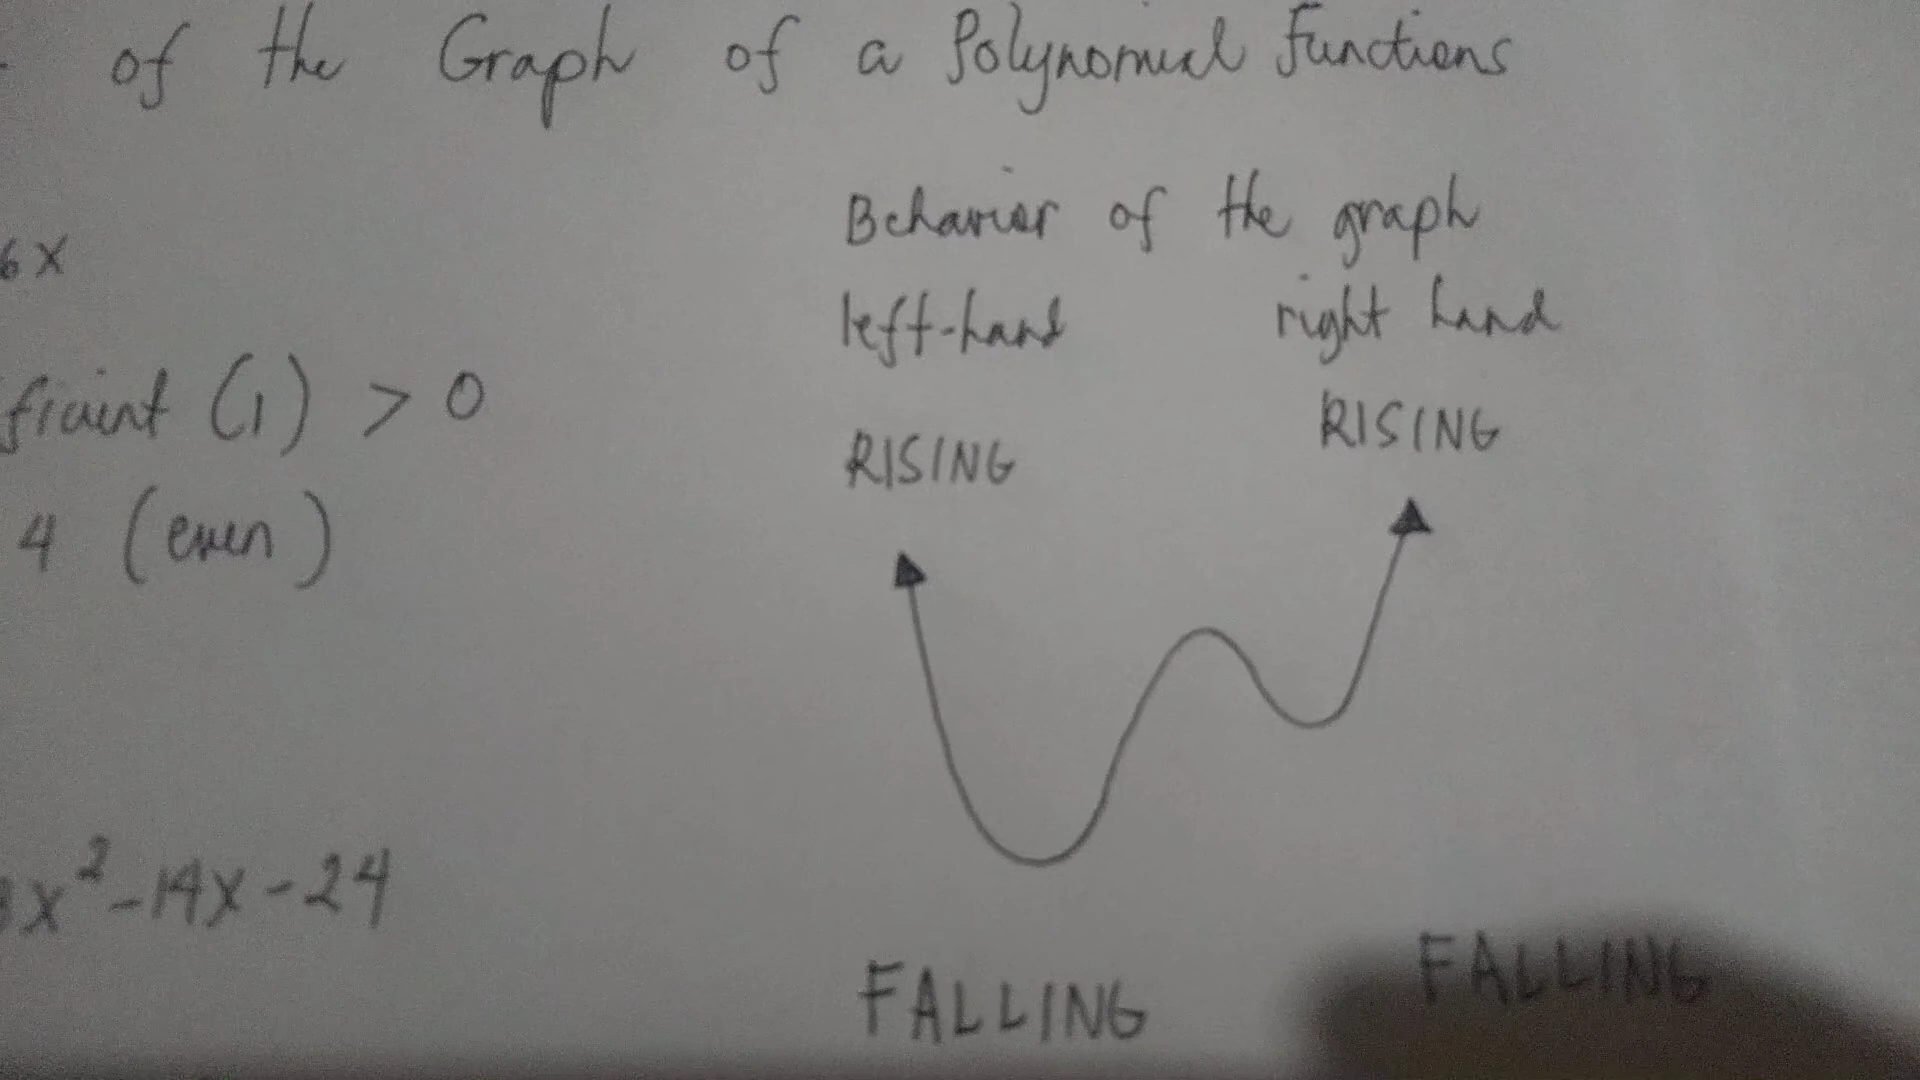 of the Graph of a Polynomial Functions
Behavior of the graph
6x
left-hand right hand
(1) > 0
RISING RISING
4 (even)
x² -14x -24
FALLING FALLING